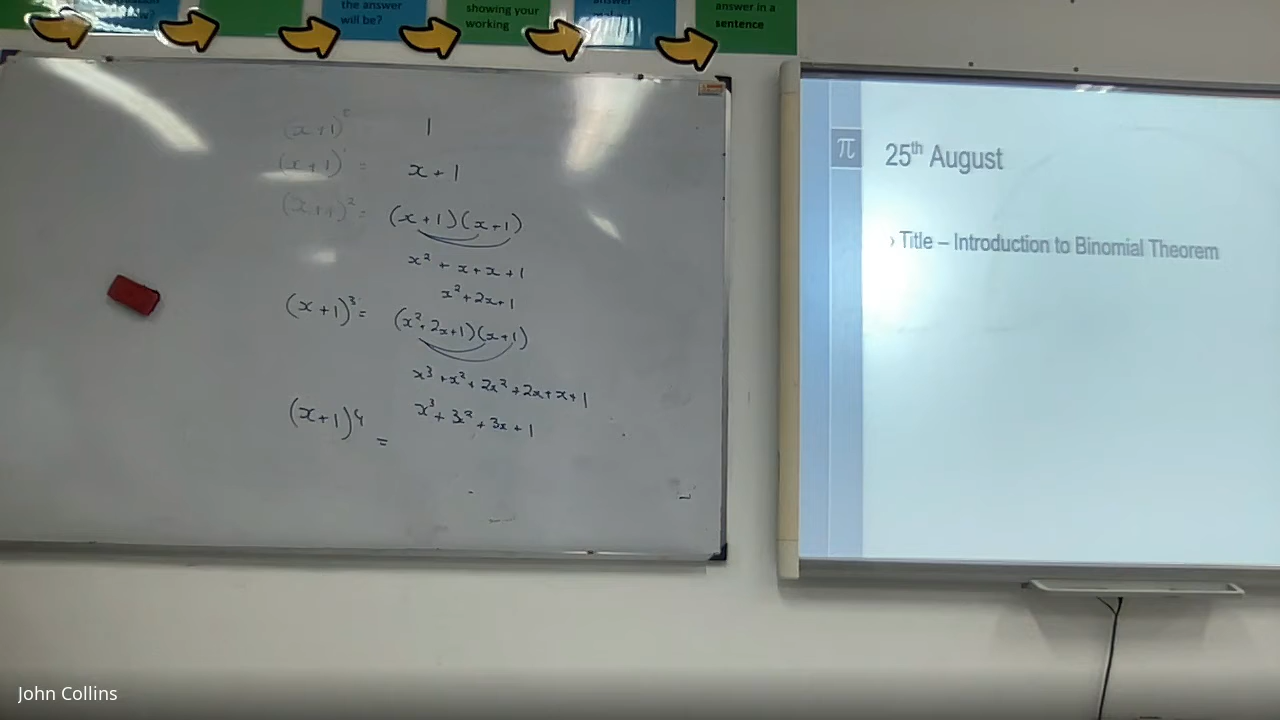 the answer
will be?
showing your
working
answer
answer in a
sentence
(x+1)⁰ 1
(x+1)¹ = x + 1
(x+1)² = (x+1)(x+1)
x² + x + x + 1
x² + 2x + 1
(x+1)³ = (x²+2x+1)(x+1)
x³ + x² + 2x² + 2x + x + 1
x³ + 3x² + 3x + 1
(x+1)⁴ =
π
25th August
› Title – Introduction to Binomial Theorem
John Collins